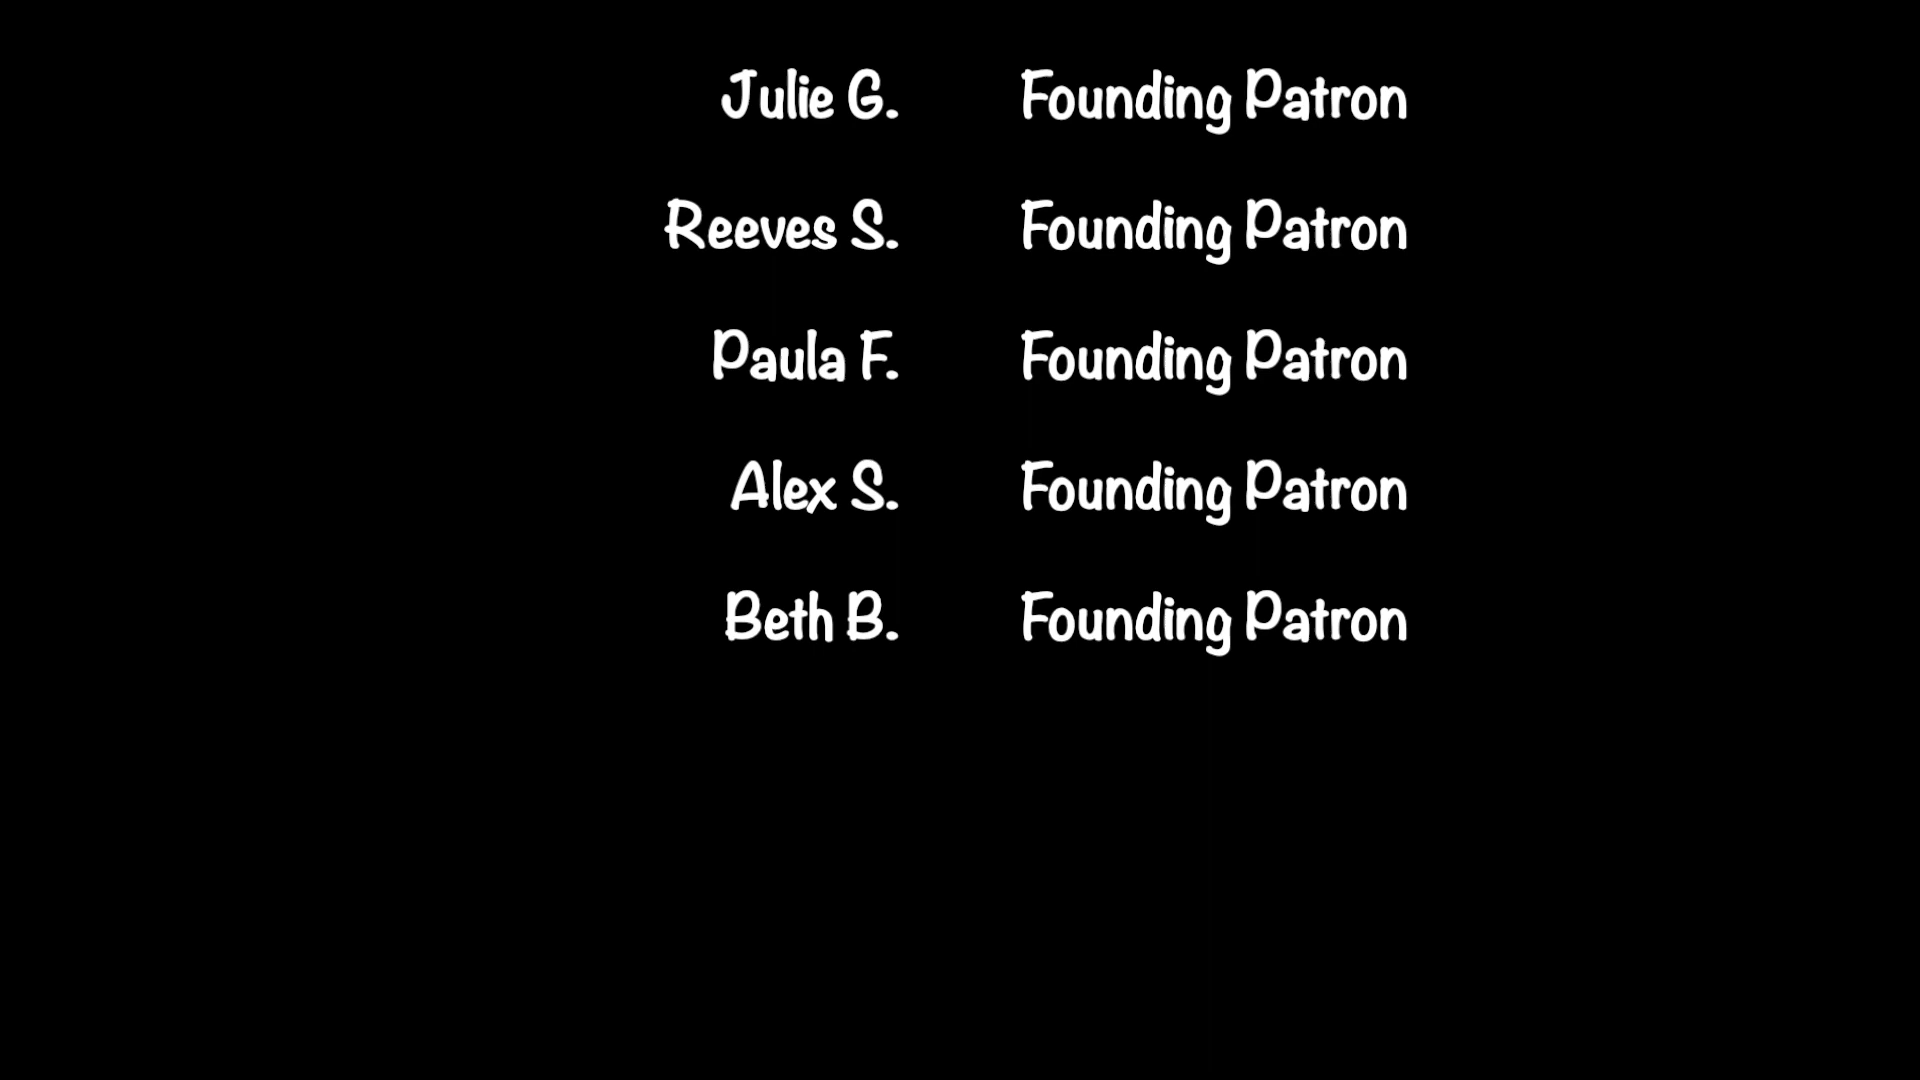 Julie G. Founding Patron
Reeves S. Founding Patron
Paula F. Founding Patron
Alex S. Founding Patron
Beth B. Founding Patron